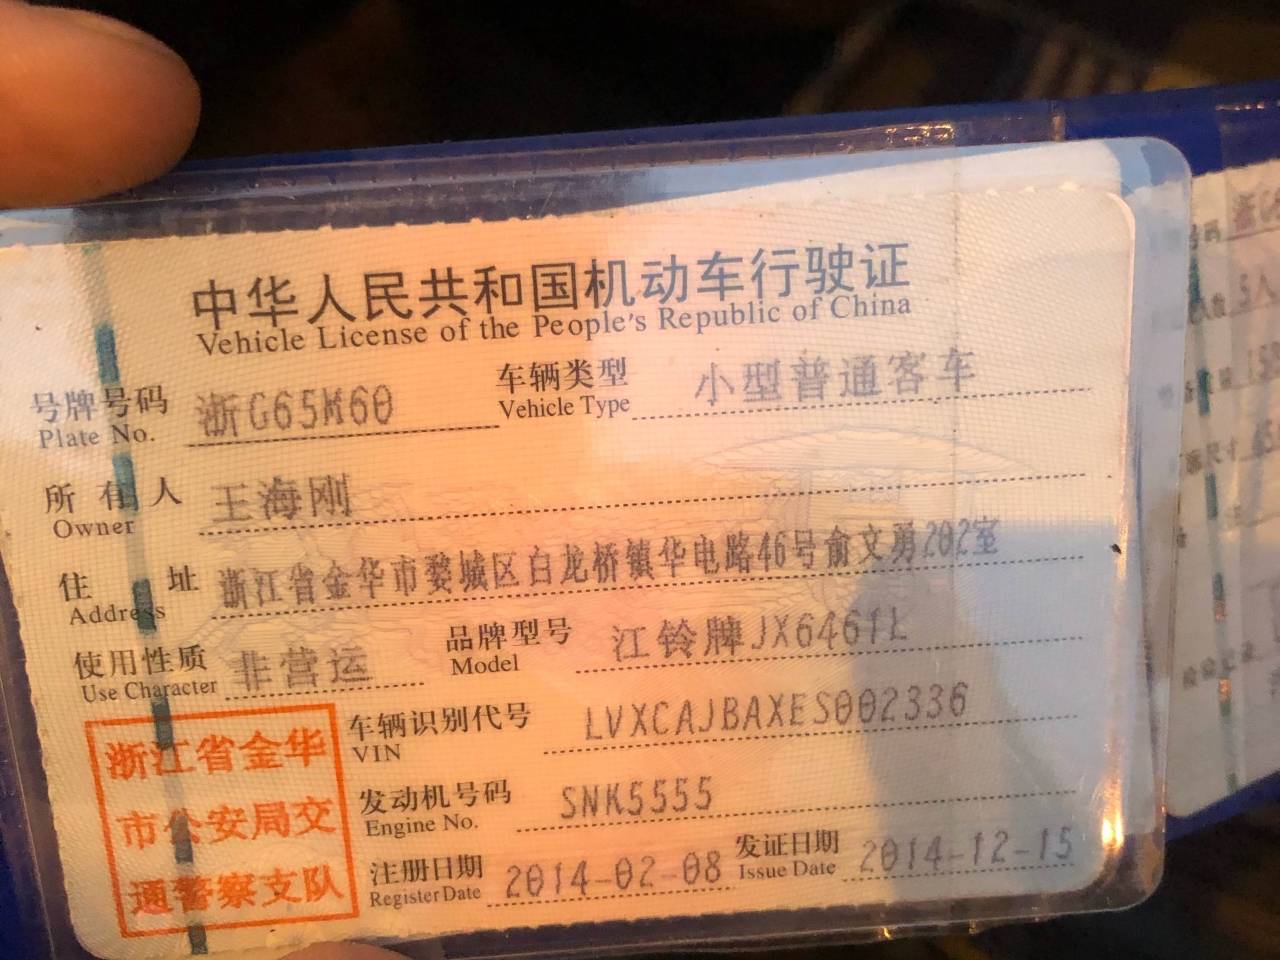 中华人民共和国机动车行驶证
Vehicle License of the People's Republic of China
号牌号码 浙G65M60 车辆类型 小型普通客车
Plate No. Vehicle Type
所有人 王海刚
Owner
住址 浙江省金华市婺城区白龙桥镇华电路46号俞文勇202室
Address
使用性质 非营运 品牌型号 江铃牌JX6461L
Use Character Model
车辆识别代号 LVXCAJBAXES002336
VIN
发动机号码 SNK5555
Engine No.
注册日期 2014-02-08 发证日期 2014-12-15
Register Date Issue Date
浙江省金华
市公安局交
通警察支队
5人